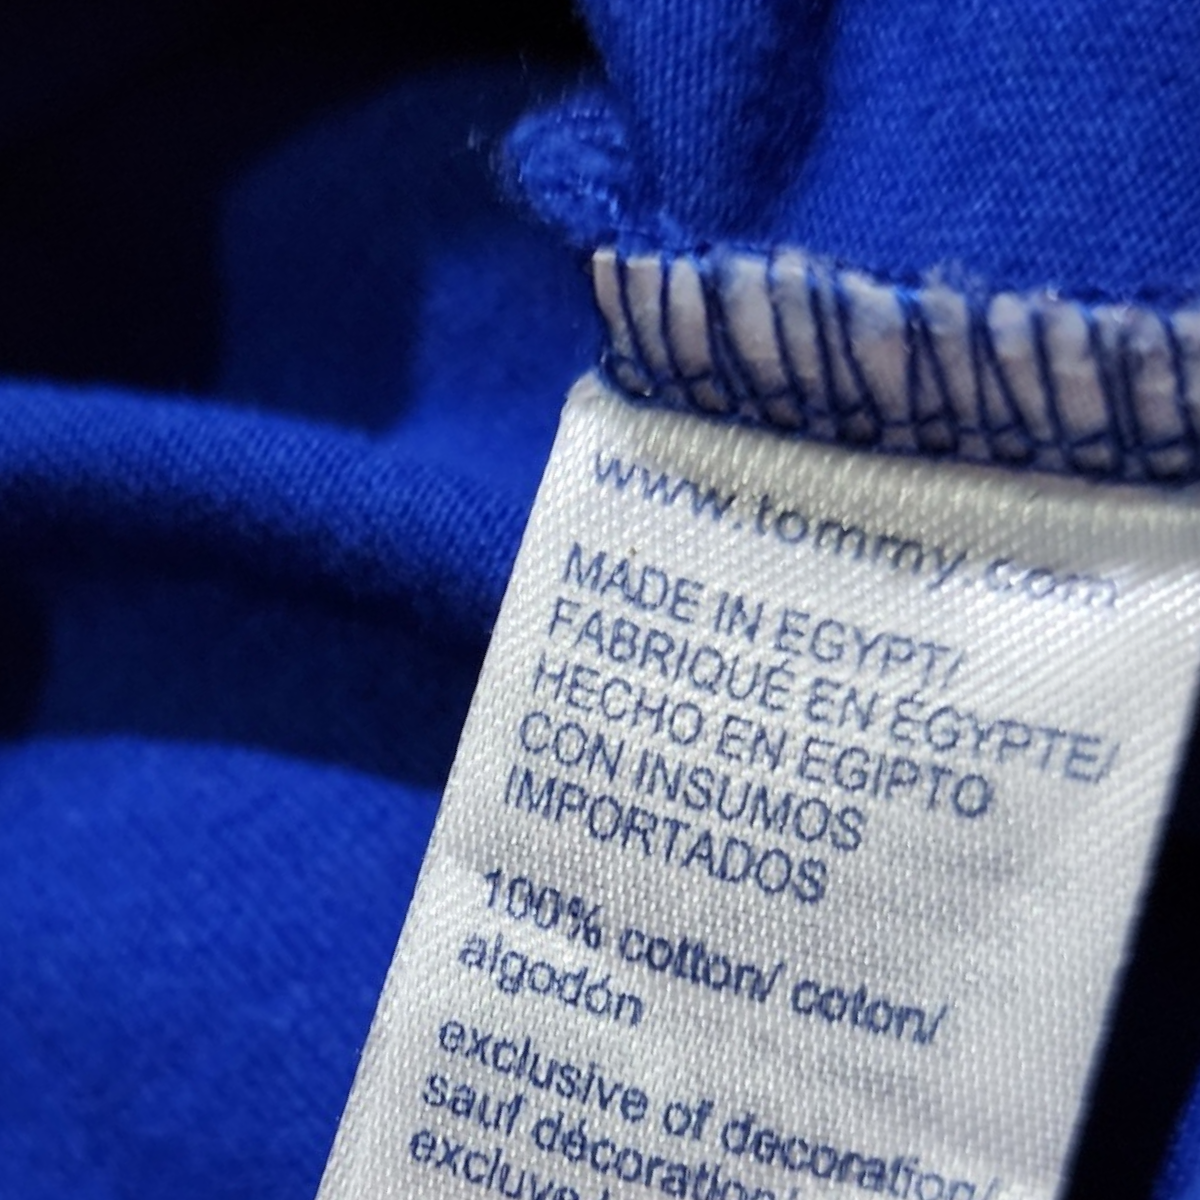 www.tommy.com
MADE IN EGYPT/
FABRIQUÉ EN ÉGYPTE/
HECHO EN EGIPTO
CON INSUMOS
IMPORTADOS
100% cotton/ coton/
algodón
exclusive of decoration/
sauf décoration/
excluye